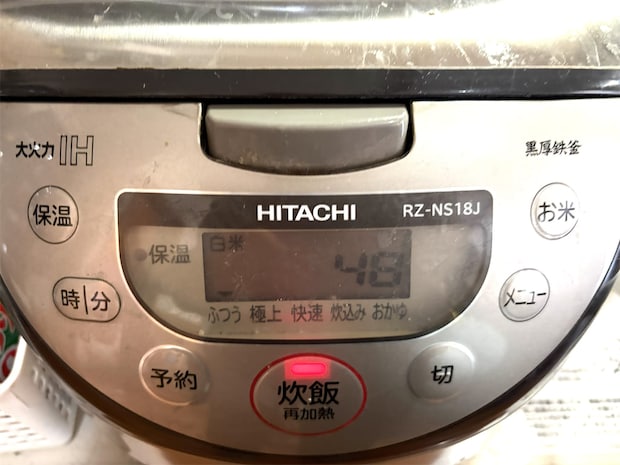 大火力 IH
黒厚鉄釜
保温
HITACHI RZ-NS18J
お米
保温
白米
48
時|分
メニュー
ふつう 極上 快速 炊込み おかゆ
予約
炊飯
再加熱
切